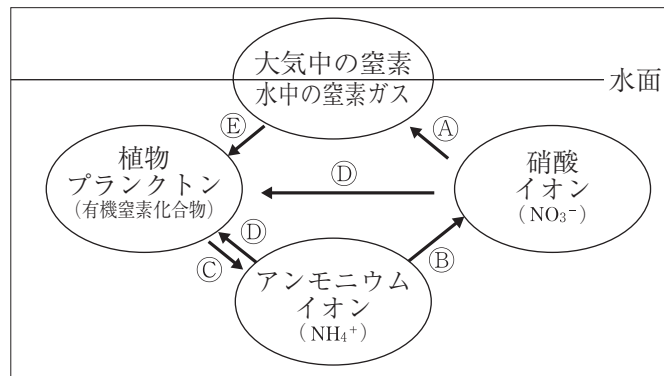 大気中の窒素
水中の窒素ガス
水面
Ⓔ
Ⓐ
植物
プランクトン
(有機窒素化合物)
Ⓓ
硝酸
イオン
(NO₃⁻)
Ⓓ
Ⓒ
Ⓑ
アンモニウム
イオン
(NH₄⁺)